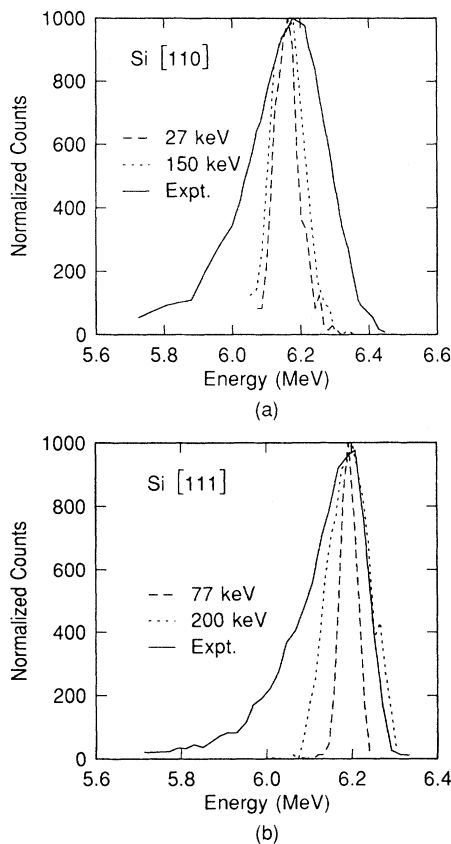 1000
Si [110]
800
Normalized Counts
600
27 keV
150 keV
400
Expt.
200
0
5.6 5.8 6.0 6.2 6.4 6.6
Energy (MeV)
(a)
1000
Si [111]
800
Normalized Counts
600
77 keV
200 keV
400
Expt.
200
0
5.6 5.8 6.0 6.2 6.4
Energy (MeV)
(b)